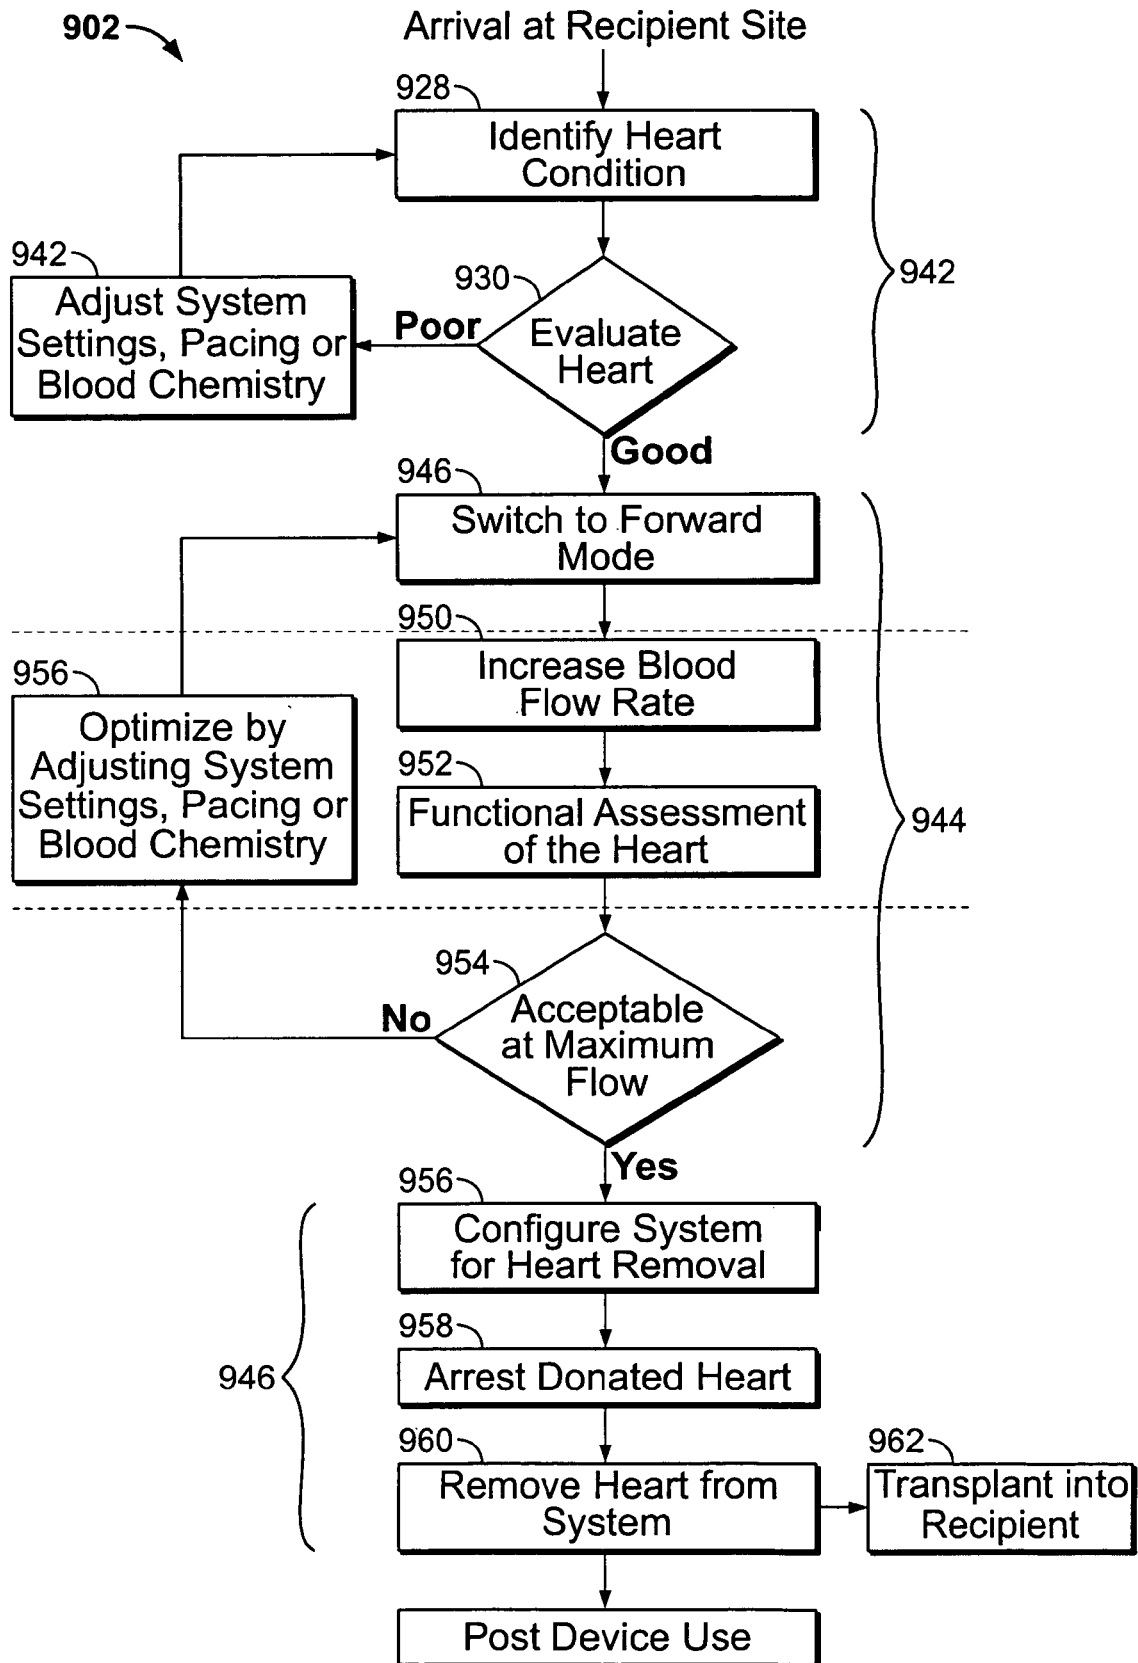 902
Arrival at Recipient Site
928
Identify Heart
Condition
942
Adjust System
Settings, Pacing or
Blood Chemistry
Poor
930
Evaluate
Heart
942
Good
946
Switch to Forward
Mode
950
Increase Blood
Flow Rate
956
Optimize by
Adjusting System
Settings, Pacing or
Blood Chemistry
952
Functional Assessment
of the Heart
944
954
Acceptable
at Maximum
Flow
No
Yes
956
Configure System
for Heart Removal
958
Arrest Donated Heart
946
960
Remove Heart from
System
962
Transplant into
Recipient
Post Device Use